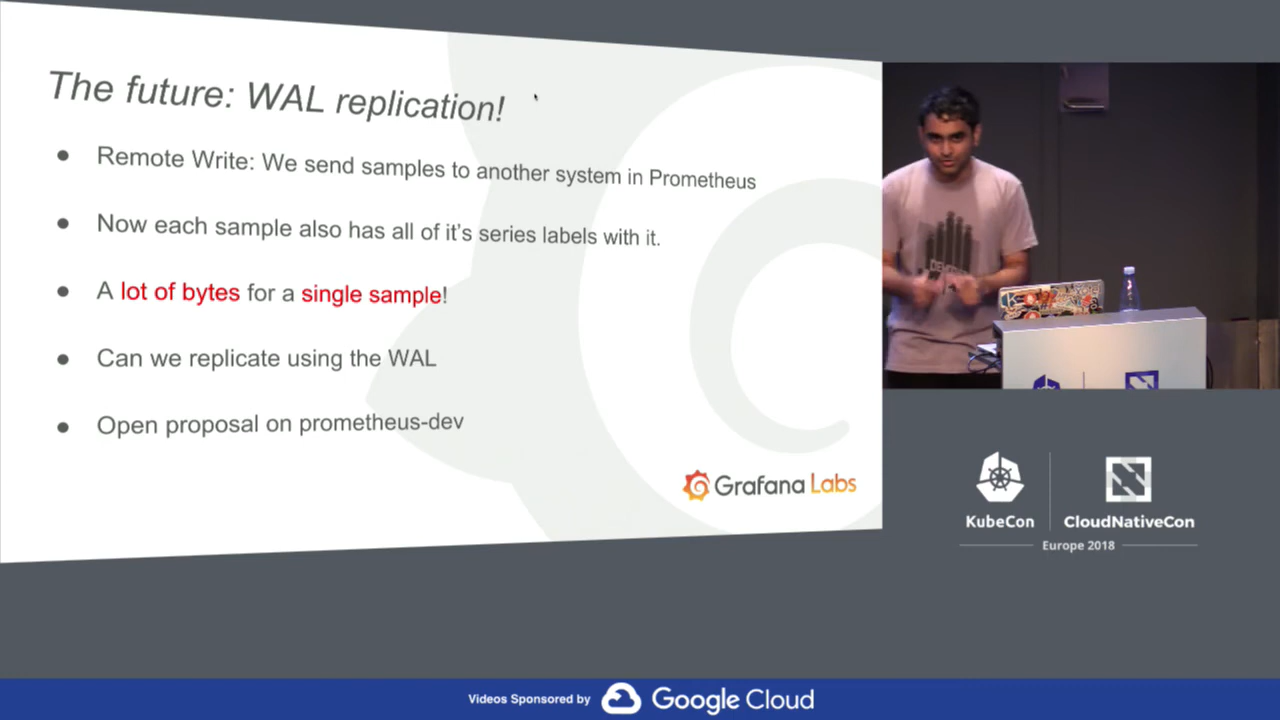 The future: WAL replication!
● Remote Write: We send samples to another system in Prometheus
● Now each sample also has all of it's series labels with it.
● A lot of bytes for a single sample!
● Can we replicate using the WAL
● Open proposal on prometheus-dev
Grafana Labs
KubeCon
CloudNativeCon
Europe 2018
Videos Sponsored by Google Cloud